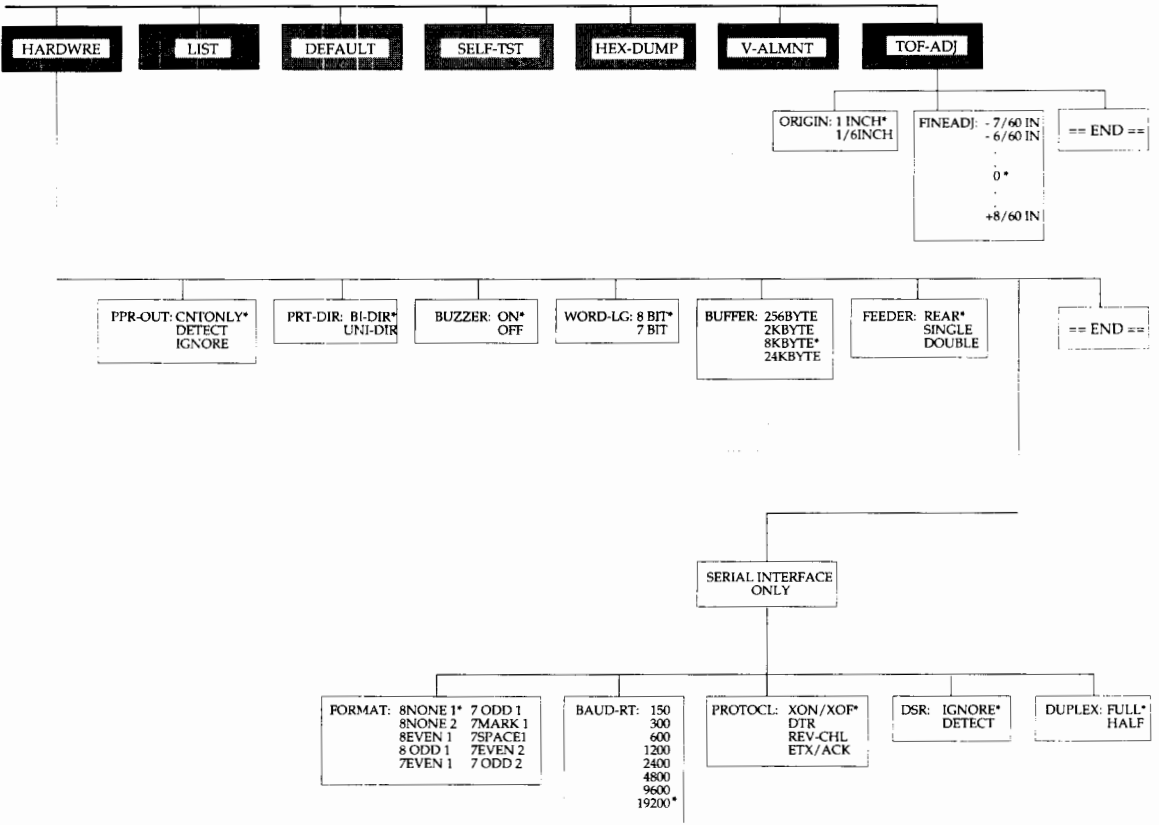 HARDWRE
LIST
DEFAULT
SELF-TST
HEX-DUMP
V-ALMNT
TOF-ADJ
ORIGIN: 1 INCH*
1/6INCH
FINEADJ: - 7/60 IN
- 6/60 IN
.
.
0 *
.
.
+8/60 IN
== END ==
PPR-OUT: CNTONLY*
DETECT
IGNORE
PRT-DIR: BI-DIR*
UNI-DIR
BUZZER: ON*
OFF
WORD-LG: 8 BIT*
7 BIT
BUFFER: 256BYTE
2KBYTE
8KBYTE*
24KBYTE
FEEDER: REAR*
SINGLE
DOUBLE
== END ==
SERIAL INTERFACE
ONLY
FORMAT: 8NONE 1* 7 ODD 1
8NONE 2 7MARK 1
8EVEN 1 7SPACE1
8 ODD 1 7EVEN 2
7EVEN 1 7 ODD 2
BAUD-RT: 150
300
600
1200
2400
4800
9600
19200*
PROTOCL: XON/XOF*
DTR
REV-CHL
ETX/ACK
DSR: IGNORE*
DETECT
DUPLEX: FULL*
HALF